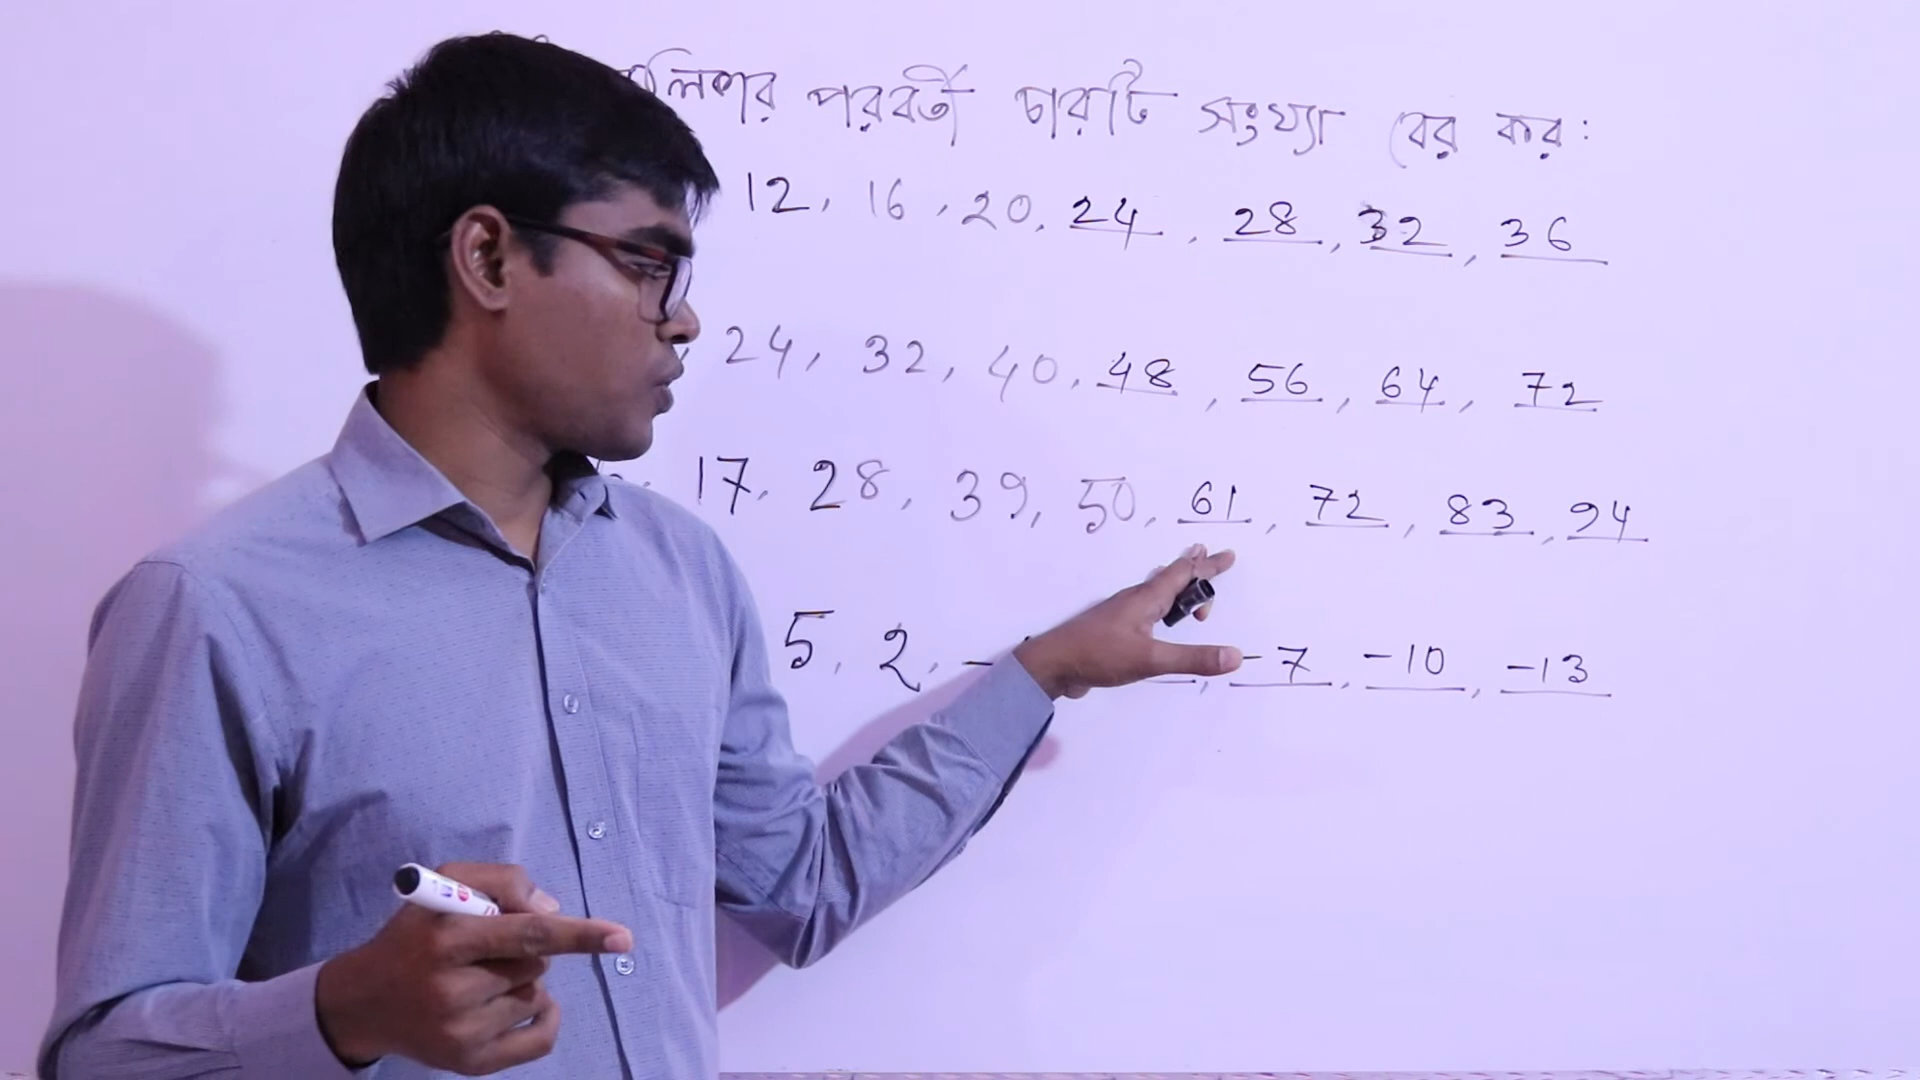 পরবর্তী চারটি সংখ্যা বের কর:
12, 16, 20, 24, 28, 32, 36
24, 32, 40, 48, 56, 64, 72
17, 28, 39, 50, 61, 72, 83, 94
5, 2, - -7, -10, -13